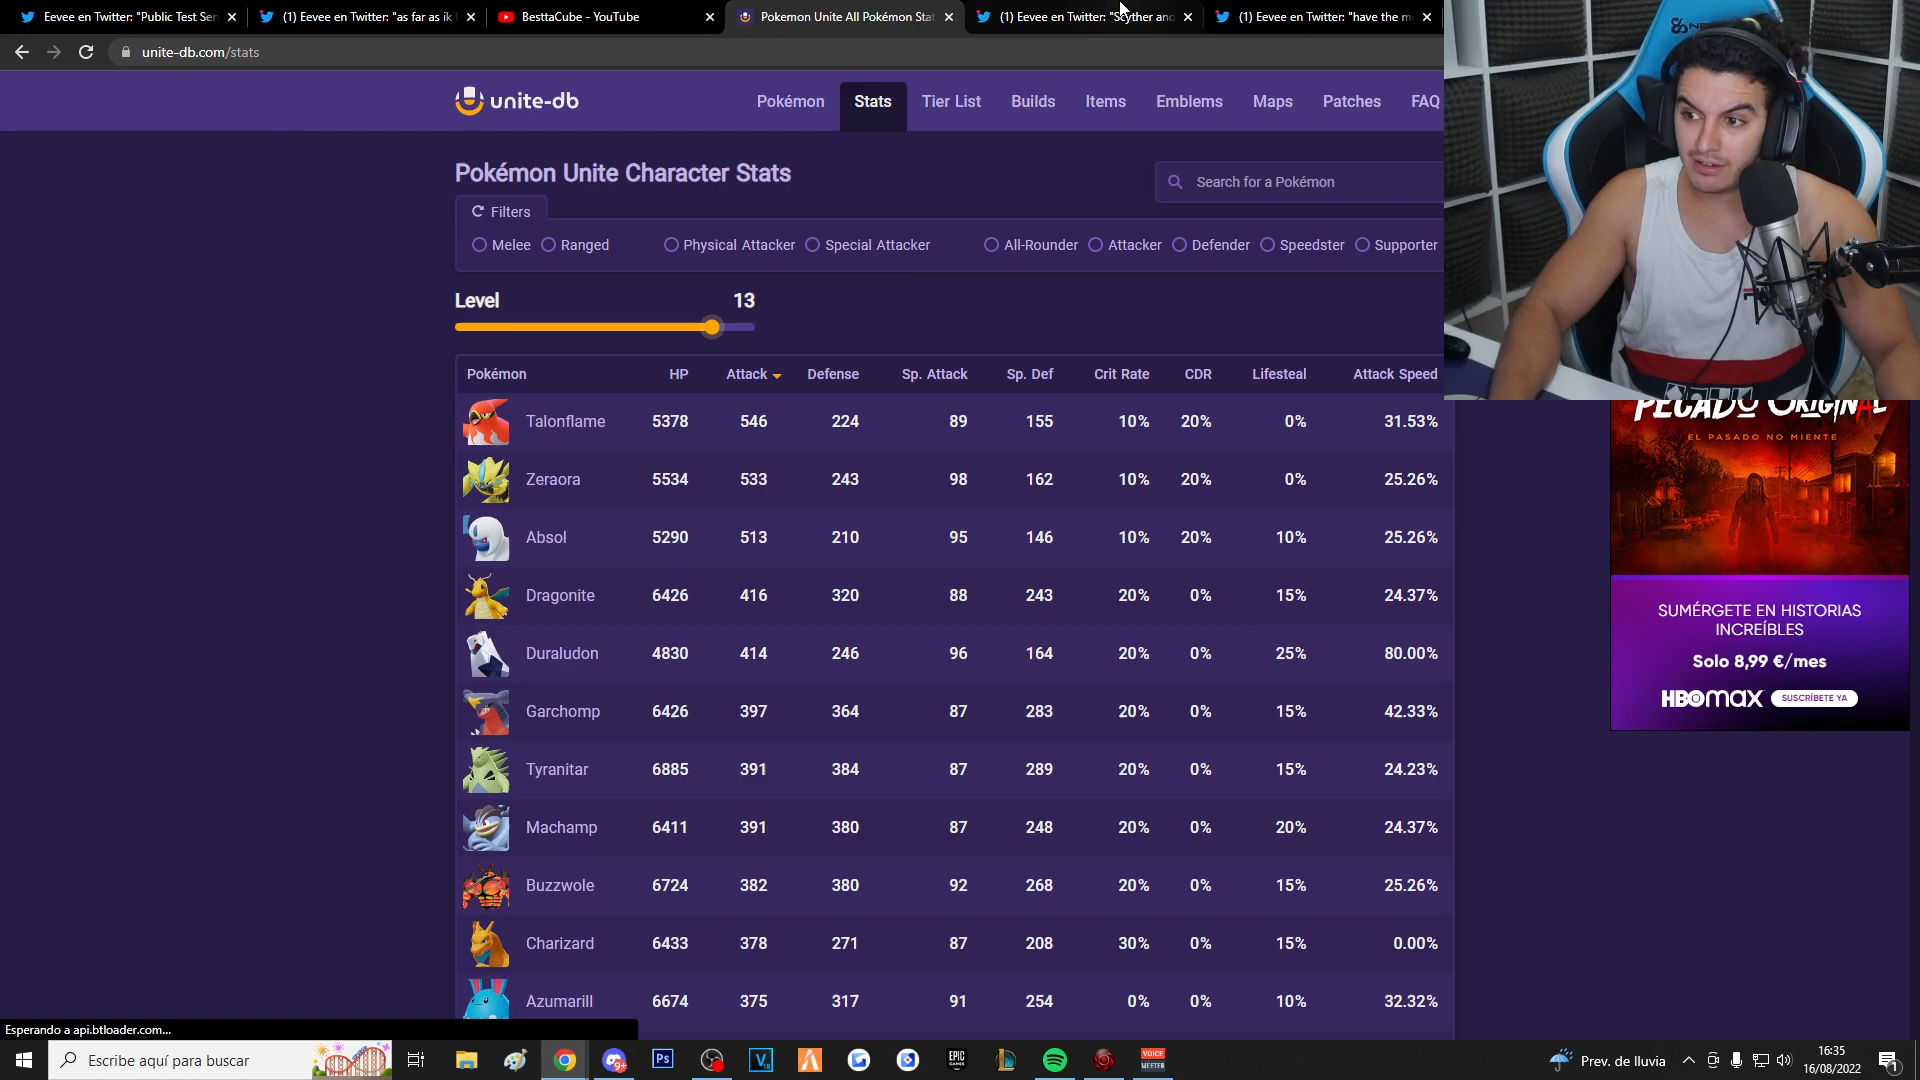 Eevee en Twitter: "Public Test Ser
(1) Eevee en Twitter: "as far as ik
BesttaCube - YouTube
Pokemon Unite All Pokémon Stat
(1) Eevee en Twitter: "Scyther and
(1) Eevee en Twitter: "have the m
unite-db.com/stats
unite-db
Pokémon
Stats
Tier List
Builds
Items
Emblems
Maps
Patches
FAQ
Pokémon Unite Character Stats
Search for a Pokémon
Filters
Melee Ranged Physical Attacker Special Attacker All-Rounder Attacker Defender Speedster Supporter
Level 13
Pokémon HP Attack Defense Sp. Attack Sp. Def Crit Rate CDR Lifesteal Attack Speed
Talonflame 5378 546 224 89 155 10% 20% 0% 31.53%
Zeraora 5534 533 243 98 162 10% 20% 0% 25.26%
Absol 5290 513 210 95 146 10% 20% 10% 25.26%
Dragonite 6426 416 320 88 243 20% 0% 15% 24.37%
Duraludon 4830 414 246 96 164 20% 0% 25% 80.00%
Garchomp 6426 397 364 87 283 20% 0% 15% 42.33%
Tyranitar 6885 391 384 87 289 20% 0% 15% 24.23%
Machamp 6411 391 380 87 248 20% 0% 20% 24.37%
Buzzwole 6724 382 380 92 268 20% 0% 15% 25.26%
Charizard 6433 378 271 87 208 30% 0% 15% 0.00%
Azumarill 6674 375 317 91 254 0% 0% 10% 32.32%
PECADO ORIGINAL
EL PASADO NO MIENTE
SUMÉRGETE EN HISTORIAS
INCREÍBLES
Solo 8,99 €/mes
HBOMAX SUSCRÍBETE YA
FILA
Esperando a api.btloader.com...
Escribe aquí para buscar
9+
Ps
EPIC GAMES
VOICE MEETER
Prev. de lluvia
16:35
16/08/2022
1